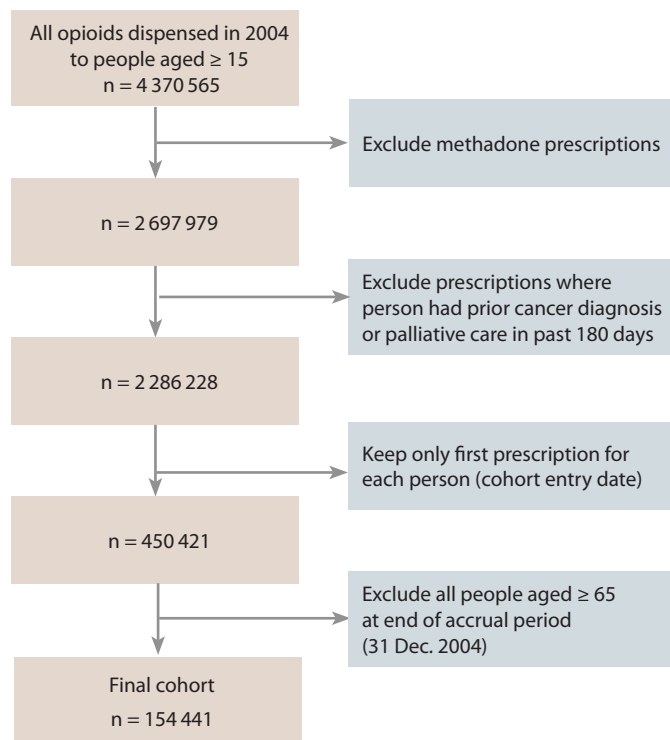 All opioids dispensed in 2004
to people aged ≥ 15
n = 4 370 565
Exclude methadone prescriptions
n = 2 697 979
Exclude prescriptions where
person had prior cancer diagnosis
or palliative care in past 180 days
n = 2 286 228
Keep only first prescription for
each person (cohort entry date)
n = 450 421
Exclude all people aged ≥ 65
at end of accrual period
(31 Dec. 2004)
Final cohort
n = 154 441